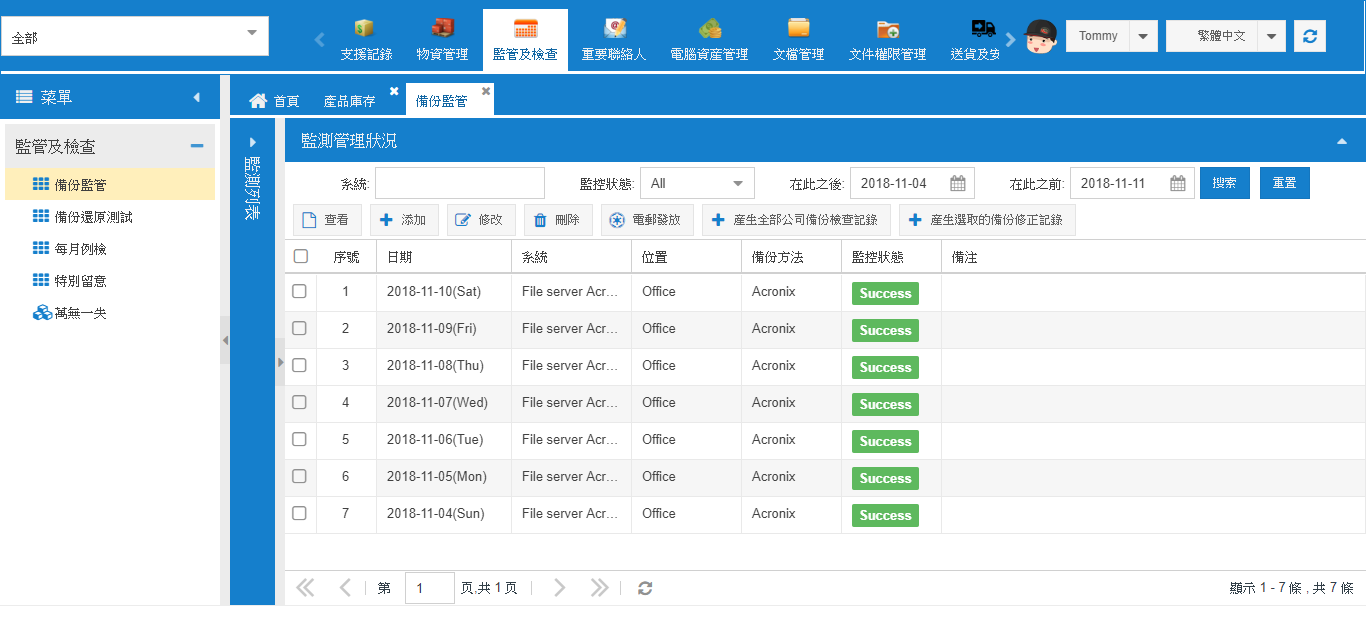 全部
支援記錄 物資管理 監管及檢查 重要聯絡人 電腦資產管理 文檔管理 文件權限管理 送貨及安
Tommy 繁體中文
菜單
首頁 產品庫存 備份監管
監管及檢查
備份監管
備份還原測試
每月例檢
特別留意
萬無一失
監測列表
監測管理狀況
系統: 監控狀態: All 在此之後: 2018-11-04 在此之前: 2018-11-11 搜索 重置
查看 添加 修改 刪除 電郵發放 產生全部公司備份檢查記錄 產生選取的備份修正記錄
序號 日期 系統 位置 備份方法 監控狀態 備注
1 2018-11-10(Sat) File server Acr... Office Acronix Success
2 2018-11-09(Fri) File server Acr... Office Acronix Success
3 2018-11-08(Thu) File server Acr... Office Acronix Success
4 2018-11-07(Wed) File server Acr... Office Acronix Success
5 2018-11-06(Tue) File server Acr... Office Acronix Success
6 2018-11-05(Mon) File server Acr... Office Acronix Success
7 2018-11-04(Sun) File server Acr... Office Acronix Success
第 1 页,共 1 页
顯示 1 - 7 條 , 共 7 條